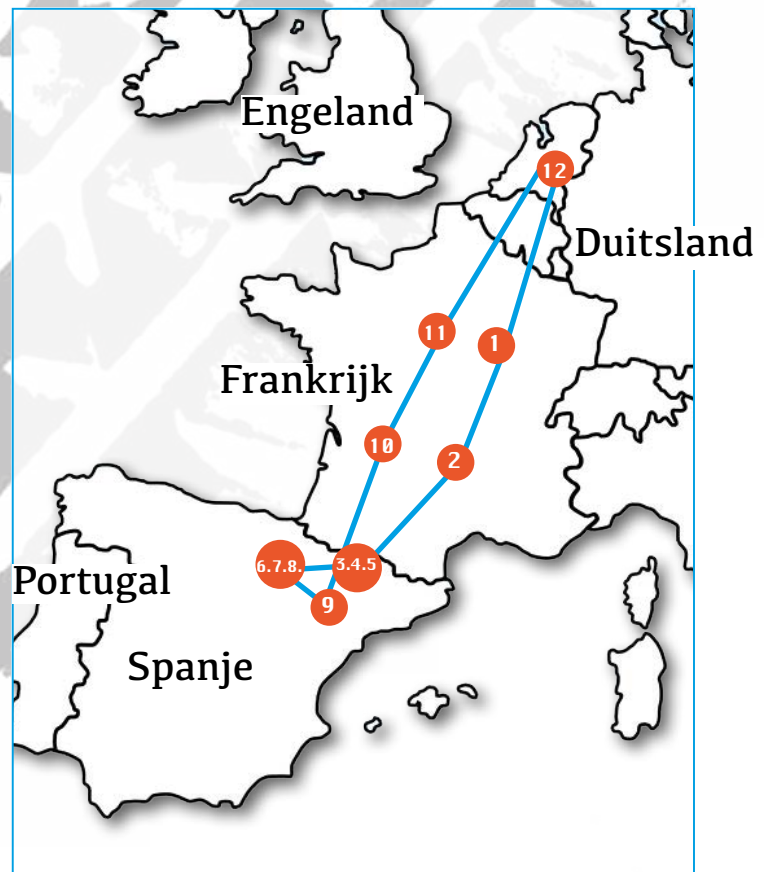 Engeland
12
Duitsland
11
1
Frankrijk
10
2
6.7.8.
3.4.5
Portugal
9
Spanje